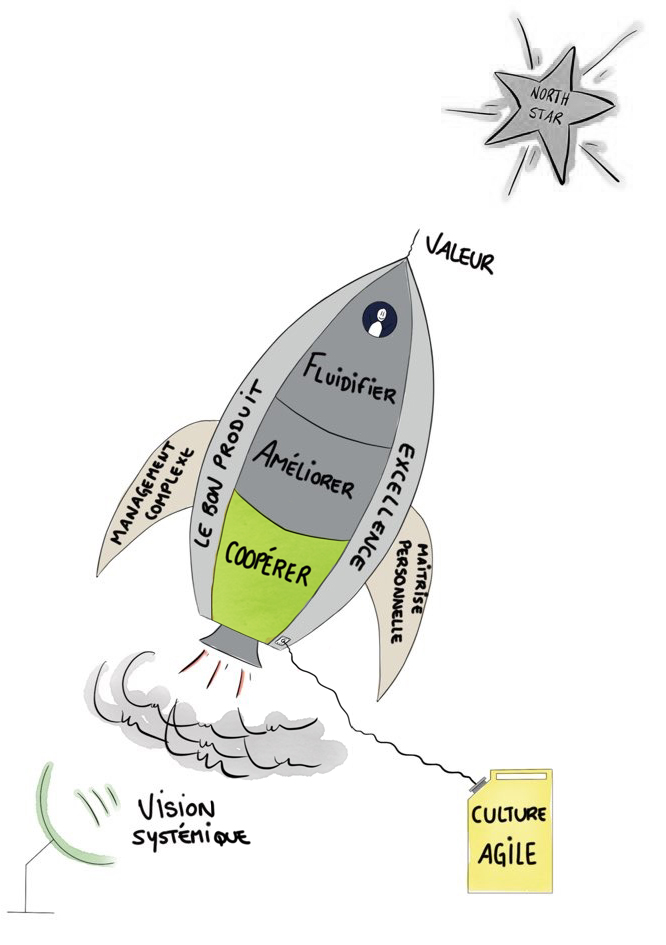 NORTH
STAR
VALEUR
FLUIDIFIER
AMÉLIORER
COOPÉRER
LE BON PRODUIT
EXCELLENCE
MANAGEMENT
COMPLEXE
MAÎTRISE
PERSONNELLE
VISION
SYSTÉMIQUE
CULTURE
AGILE